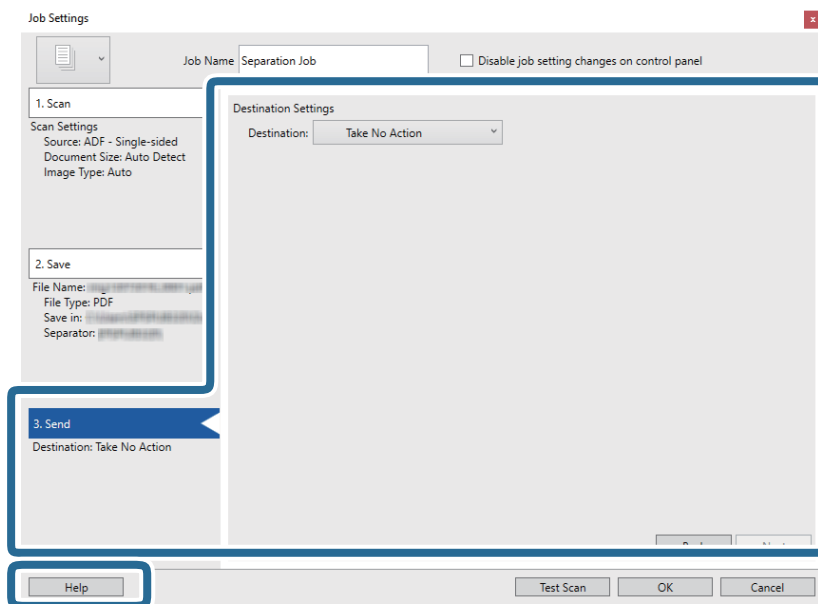 Job Settings
x
Job Name Separation Job Disable job setting changes on control panel
1. Scan
Scan Settings
Source: ADF - Single-sided
Document Size: Auto Detect
Image Type: Auto
Destination Settings
Destination: Take No Action
2. Save
File Name:
File Type: PDF
Save in:
Separator:
3. Send
Destination: Take No Action
Help
Test Scan
OK
Cancel